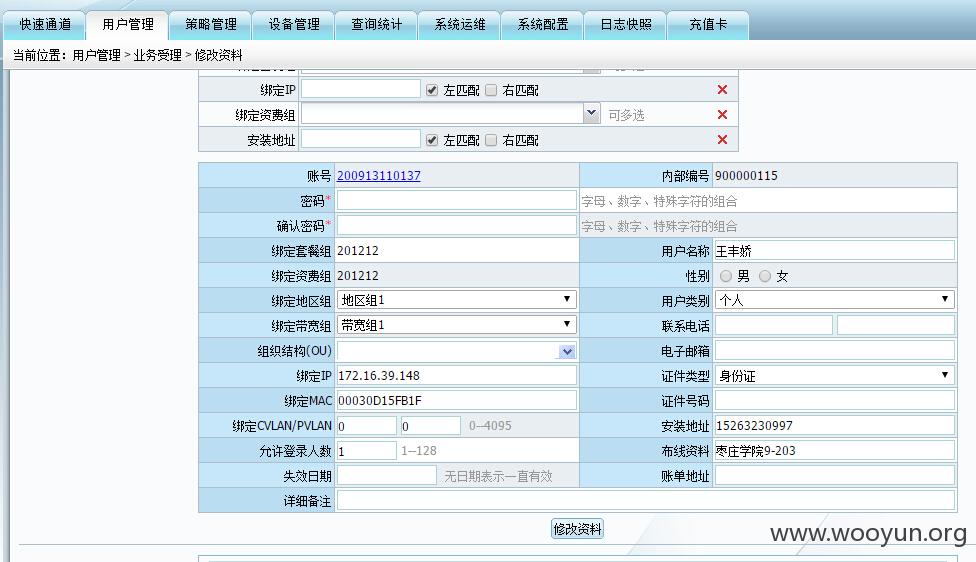 快速通道 用户管理 策略管理 设备管理 查询统计 系统运维 系统配置 日志快照 充值卡
当前位置：用户管理 > 业务受理 > 修改资料
绑定IP 左匹配 右匹配
绑定资费组 可多选
安装地址 左匹配 右匹配
账号 200913110137 内部编号 900000115
密码* 字母、数字、特殊字符的组合
确认密码* 字母、数字、特殊字符的组合
绑定套餐组 201212 用户名称 王丰娇
绑定资费组 201212 性别 男 女
绑定地区组 地区组1 用户类别 个人
绑定带宽组 带宽组1 联系电话
组织结构(OU) 电子邮箱
绑定IP 172.16.39.148 证件类型 身份证
绑定MAC 00030D15FB1F 证件号码
绑定CVLAN/PVLAN 0 0 0--4095 安装地址 15263230997
允许登录人数 1 1--128 布线资料 枣庄学院9-203
失效日期 无日期表示一直有效 账单地址
详细备注
修改资料
www.wooyun.org